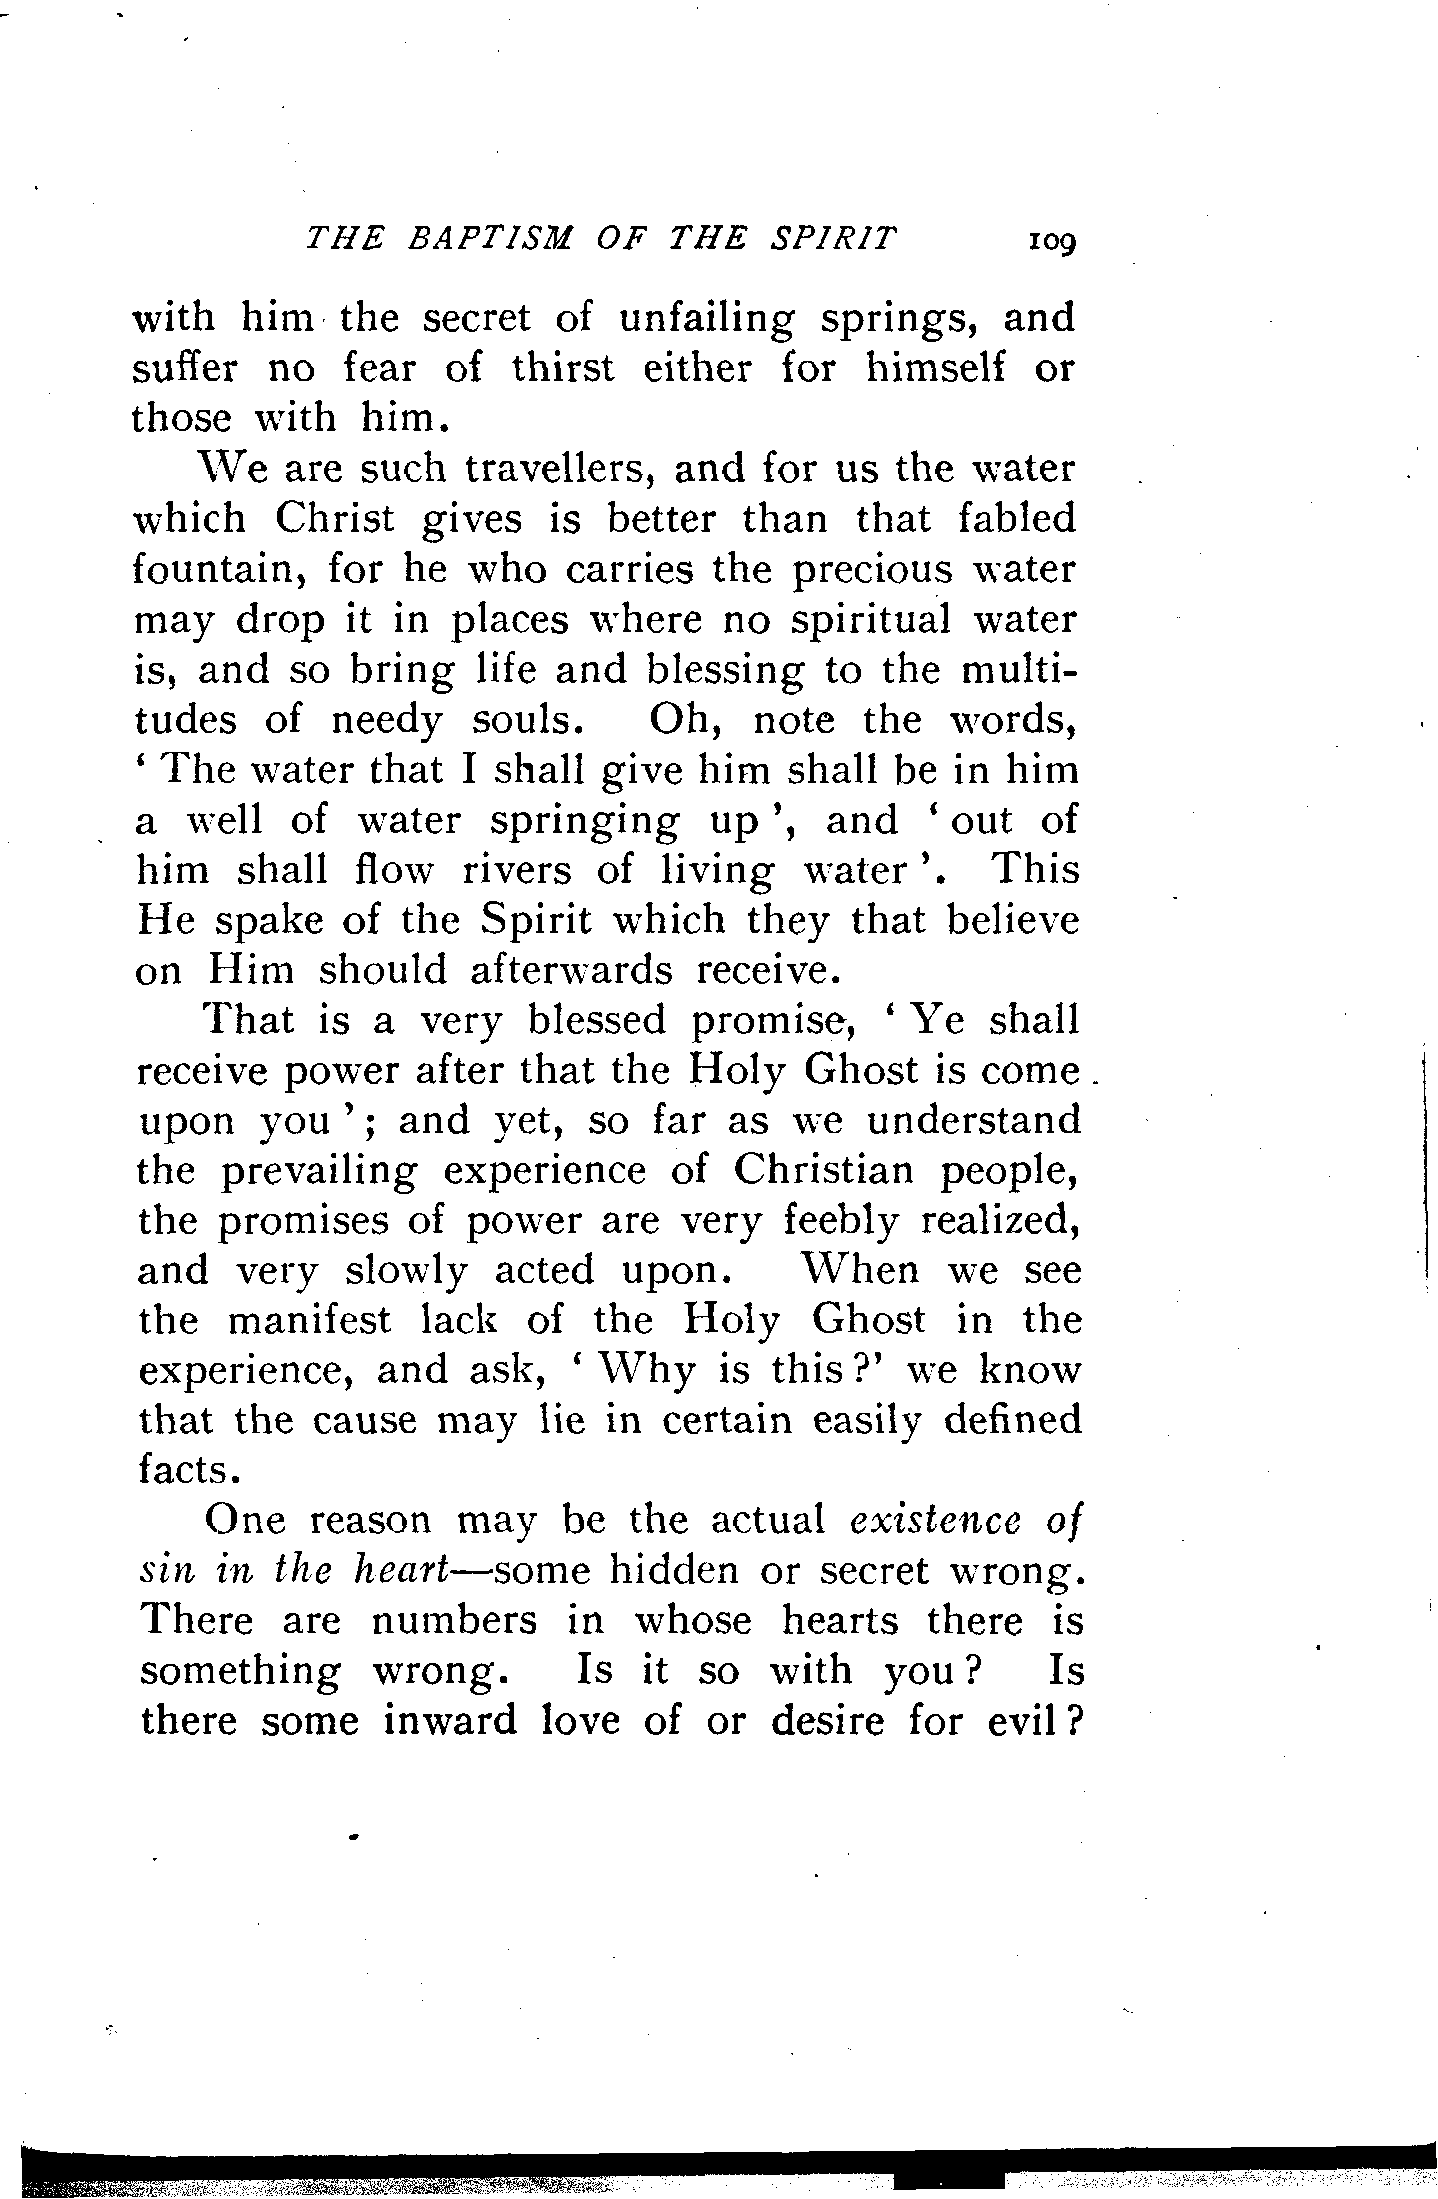 THE BAPTISM OF THE SPIRIT 109
with him the secret of unfailing springs, and
suffer no fear of thirst either for himself or
those with him.
We are such travellers, and for us the water
which Christ gives is better than that fabled
fountain, for he who carries the precious water
may drop it in places where no spiritual water
is, and so bring life and blessing to the multi-
tudes of needy souls. Oh, note the words,
‘ The water that I shall give him shall be in him
a well of water springing up ’, and ‘ out of
him shall flow rivers of living water ’. This
He spake of the Spirit which they that believe
on Him should afterwards receive.
That is a very blessed promise, ‘ Ye shall
receive power after that the Holy Ghost is come
upon you ’ ; and yet, so far as we understand
the prevailing experience of Christian people,
the promises of power are very feebly realized,
and very slowly acted upon. When we see
the manifest lack of the Holy Ghost in the
experience, and ask, ‘ Why is this ?’ we know
that the cause may lie in certain easily defined
facts.
One reason may be the actual existence of
sin in the heart—some hidden or secret wrong.
There are numbers in whose hearts there is
something wrong. Is it so with you ? Is
there some inward love of or desire for evil ?